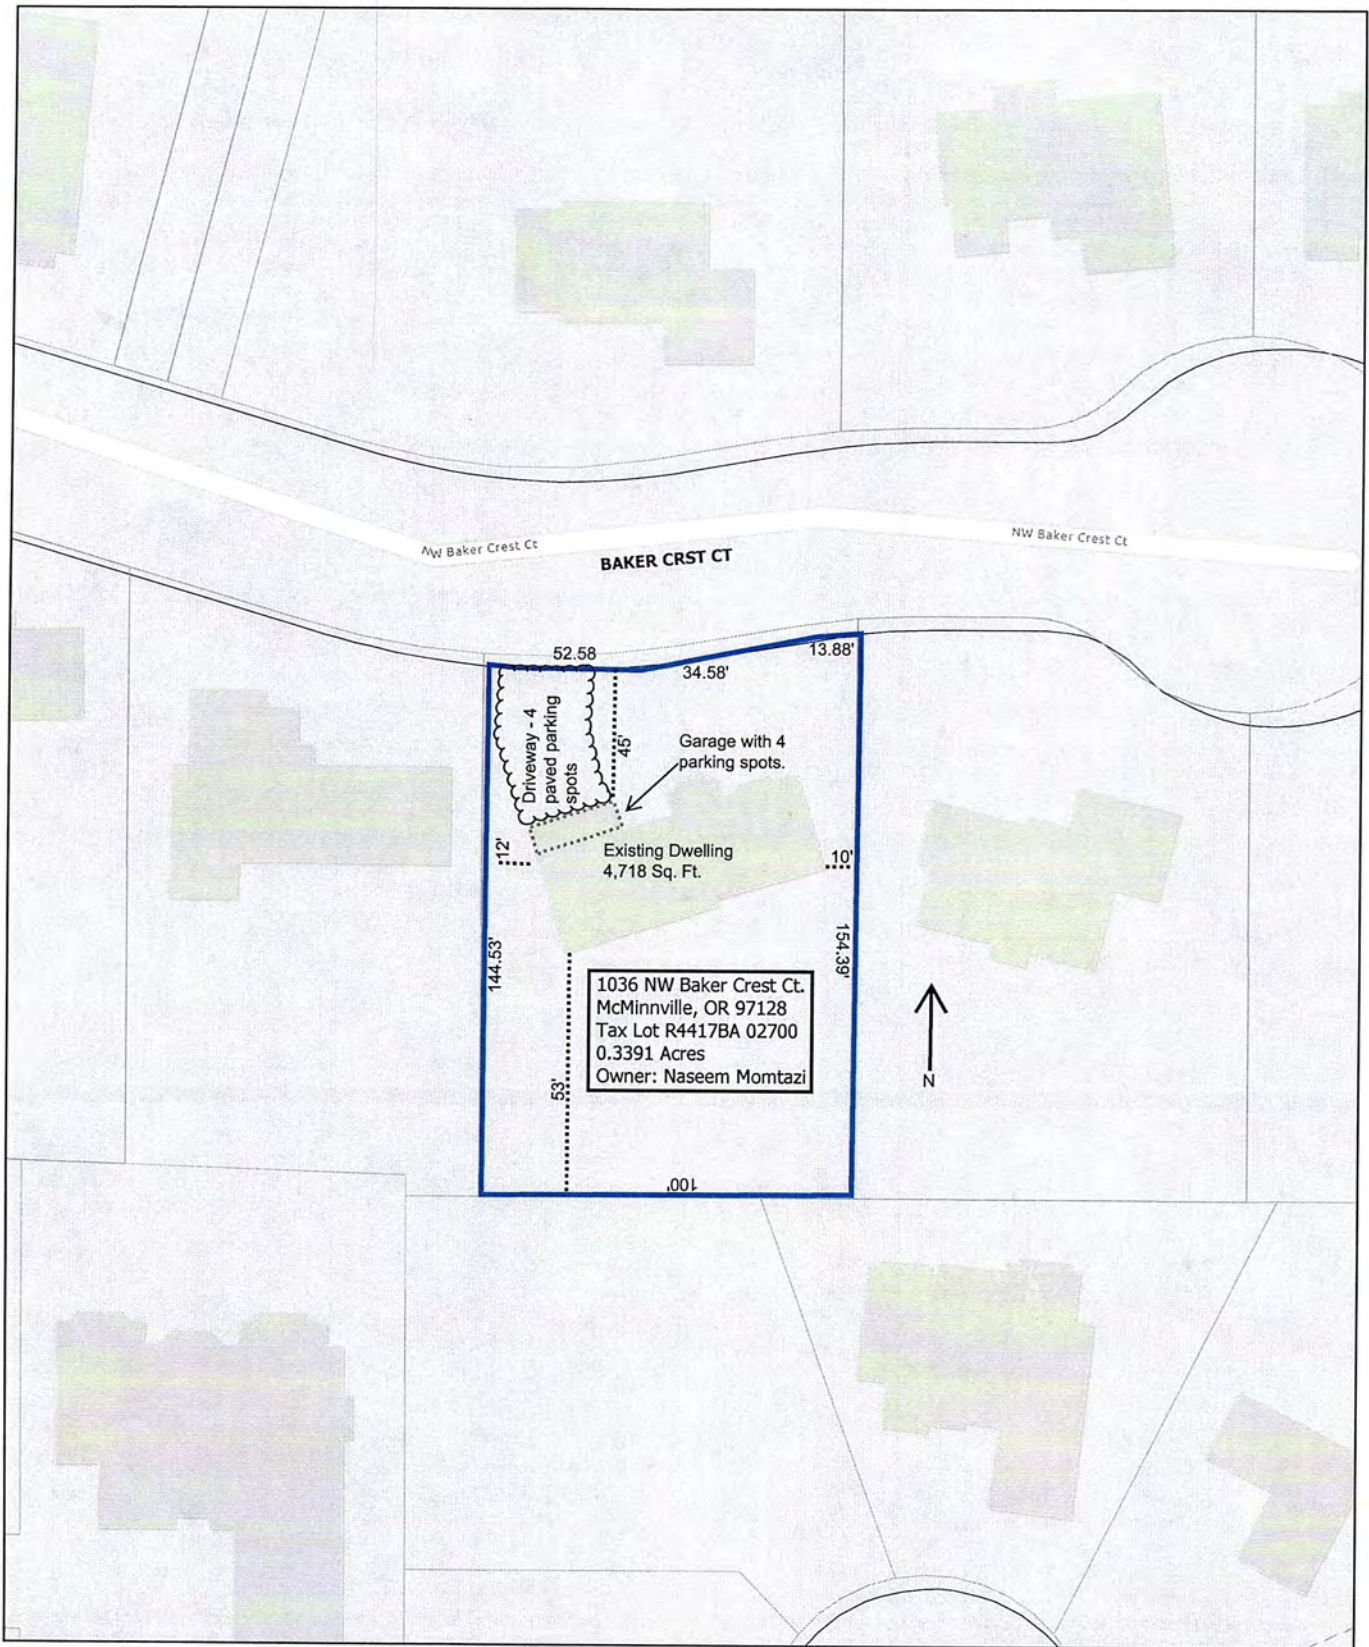 NW Baker Crest Ct
BAKER CRST CT
NW Baker Crest Ct
52.58
34.58'
13.88'
Driveway - 4
paved parking
spots
45'
Garage with 4
parking spots.
12'
Existing Dwelling
4,718 Sq. Ft.
10'
144.53'
154.39'
1036 NW Baker Crest Ct.
McMinnville, OR 97128
Tax Lot R4417BA 02700
0.3391 Acres
Owner: Naseem Momtazi
N
53'
100'